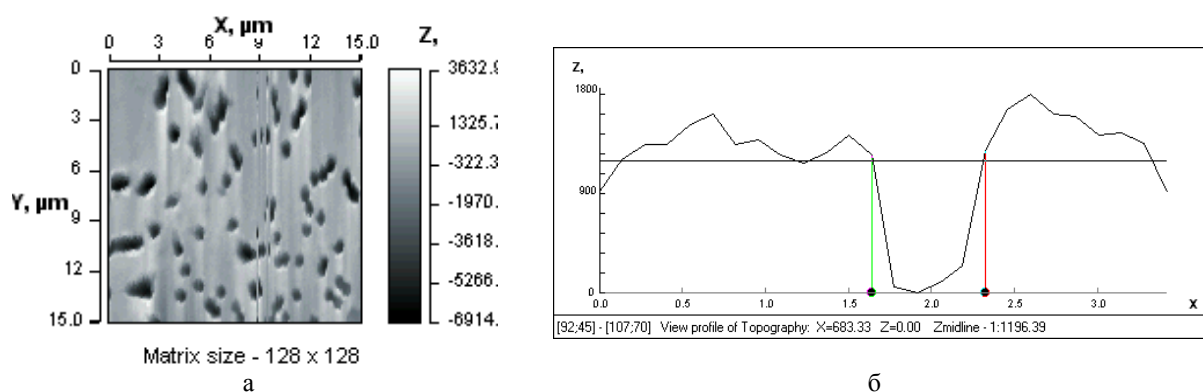 X, µm
0 3 6 9 12 15.0
Z,
0
3
6
9
12
15.0
Y, µm
3632.9
1325.7
-322.3
-1970.
-3618.
-5266.
-6914.
Matrix size - 128 x 128
а
Z,
1800
900
0
0.0 0.5 1.0 1.5 2.0 2.5 3.0 X
[92;45] - [107;70] View profile of Topography: X=683.33 Z=0.00 Zmidline - 1:1196.39
б